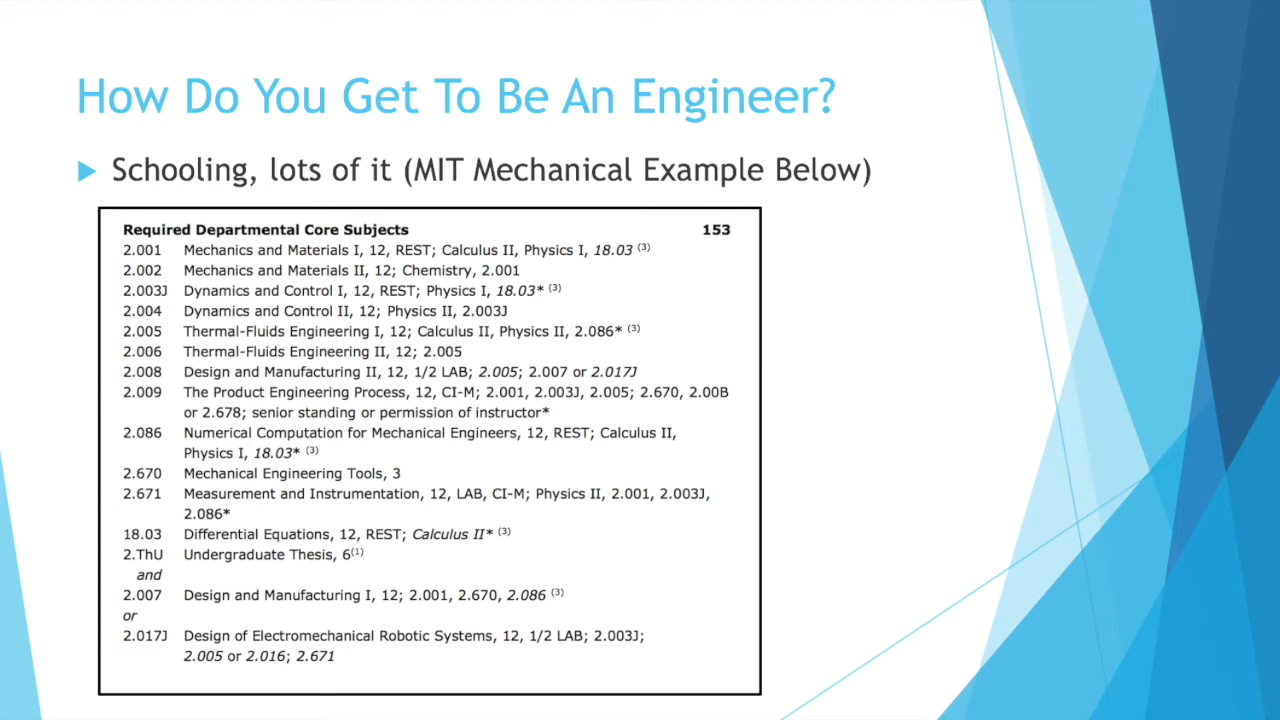 How Do You Get To Be An Engineer?
Schooling, lots of it (MIT Mechanical Example Below)
Required Departmental Core Subjects 153
2.001 Mechanics and Materials I, 12, REST; Calculus II, Physics I, 18.03 (3)
2.002 Mechanics and Materials II, 12; Chemistry, 2.001
2.003J Dynamics and Control I, 12, REST; Physics I, 18.03* (3)
2.004 Dynamics and Control II, 12; Physics II, 2.003J
2.005 Thermal-Fluids Engineering I, 12; Calculus II, Physics II, 2.086* (3)
2.006 Thermal-Fluids Engineering II, 12; 2.005
2.008 Design and Manufacturing II, 12, 1/2 LAB; 2.005; 2.007 or 2.017J
2.009 The Product Engineering Process, 12, CI-M; 2.001, 2.003J, 2.005; 2.670, 2.00B
or 2.678; senior standing or permission of instructor*
2.086 Numerical Computation for Mechanical Engineers, 12, REST; Calculus II,
Physics I, 18.03* (3)
2.670 Mechanical Engineering Tools, 3
2.671 Measurement and Instrumentation, 12, LAB, CI-M; Physics II, 2.001, 2.003J,
2.086*
18.03 Differential Equations, 12, REST; Calculus II* (3)
2.ThU Undergraduate Thesis, 6(1)
and
2.007 Design and Manufacturing I, 12; 2.001, 2.670, 2.086 (3)
or
2.017J Design of Electromechanical Robotic Systems, 12, 1/2 LAB; 2.003J;
2.005 or 2.016; 2.671